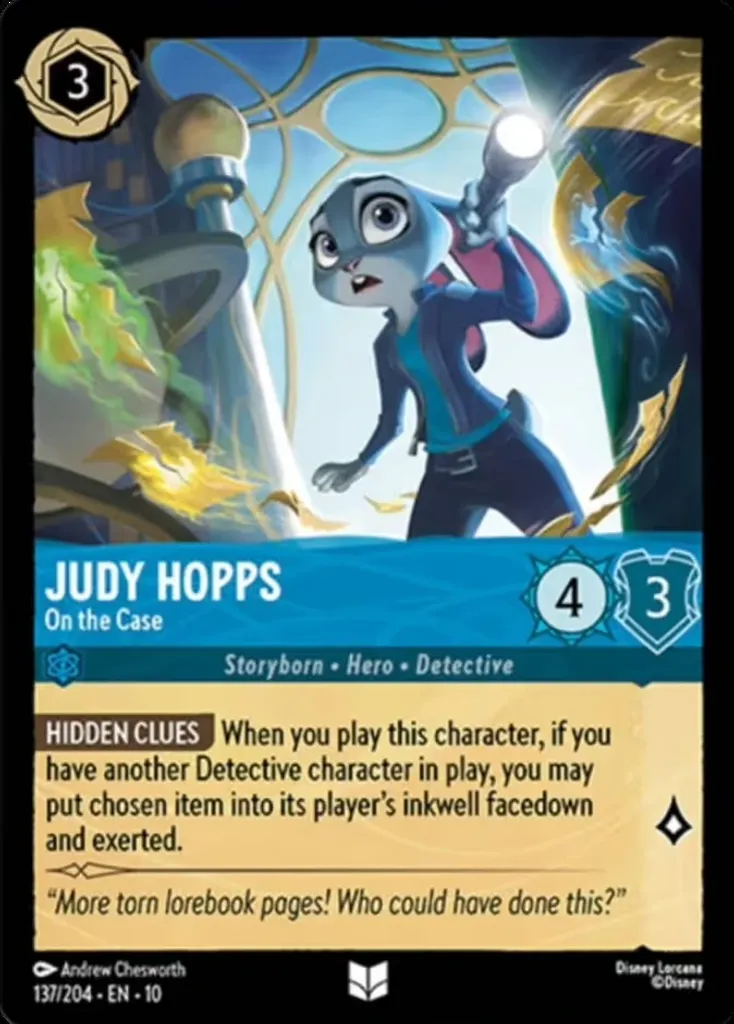 3
JUDY HOPPS
On the Case
4
3
Storyborn • Hero • Detective
HIDDEN CLUES When you play this character, if you
have another Detective character in play, you may
put chosen item into its player's inkwell facedown
and exerted.
“More torn lorebook pages! Who could have done this?”
Andrew Chesworth
Disney Lorcana
137/204 • EN • 10
©Disney